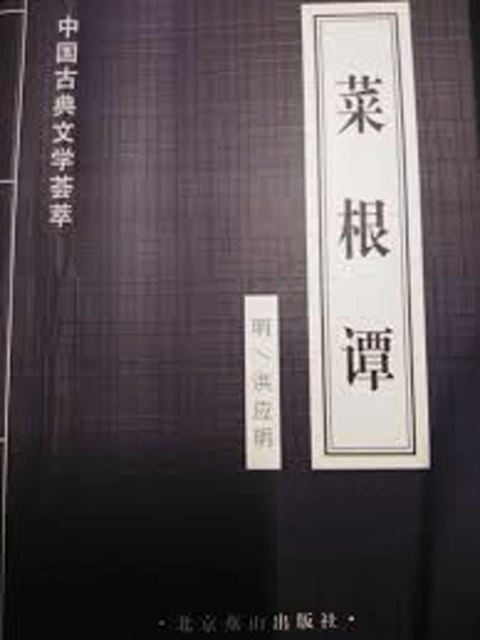 中国古典文学荟萃
菜根谭
明／洪应明
·北京燕山出版社·